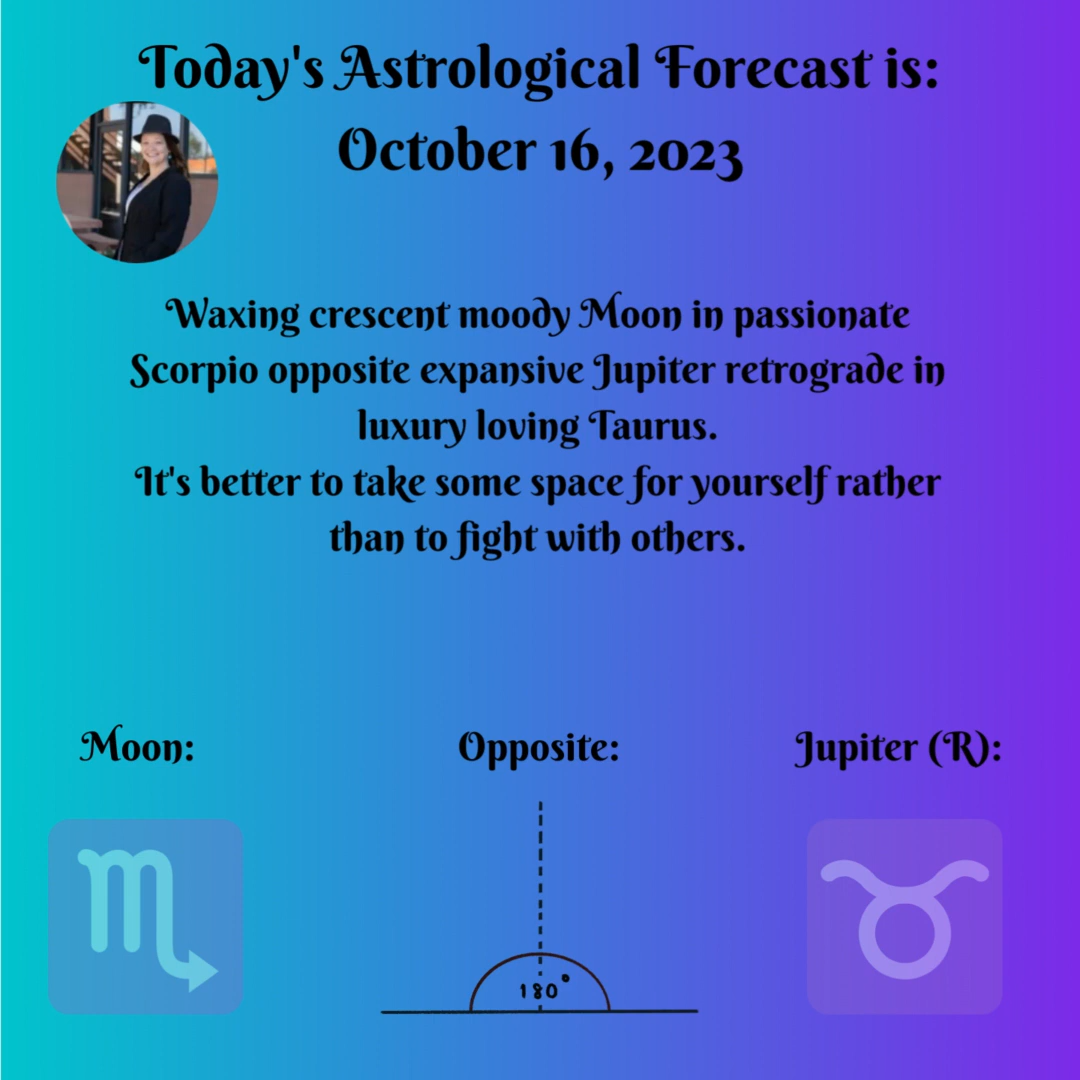 Today's Astrological Forecast is:
October 16, 2023
Waxing crescent moody Moon in passionate
Scorpio opposite expansive Jupiter retrograde in
luxury loving Taurus.
It's better to take some space for yourself rather
than to fight with others.
Moon:
Opposite:
Jupiter (R):
180°